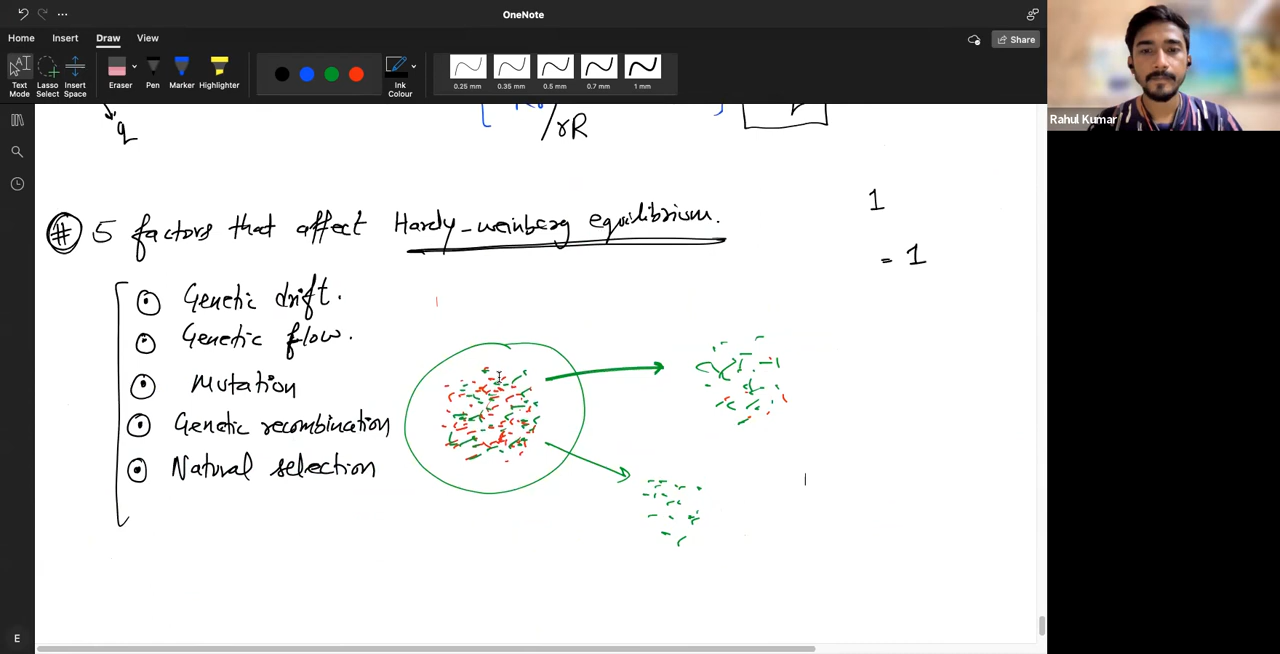 OneNote
Home Insert Draw View
Share
Text Mode Lasso Select Insert Space Eraser Pen Marker Highlighter Ink Colour 0.25 mm 0.35 mm 0.5 mm 0.7 mm 1 mm
Rahul Kumar
q
/rR
1
# 5 factors that affect Hardy-weinberg equilibrium.
= 1
Genetic drift.
Genetic flow.
Mutation
Genetic recombination
Natural selection
E